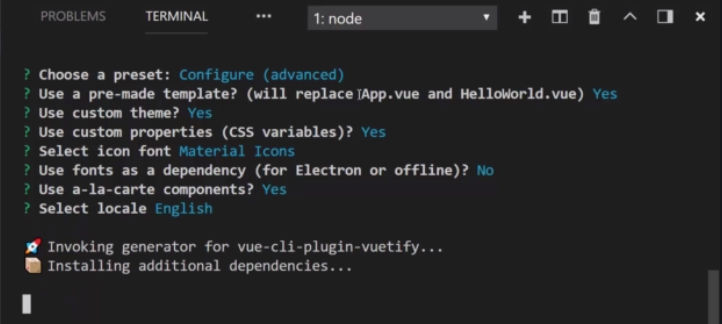 PROBLEMS TERMINAL ... 1: node
? Choose a preset: Configure (advanced)
? Use a pre-made template? (will replace App.vue and HelloWorld.vue) Yes
? Use custom theme? Yes
? Use custom properties (CSS variables)? Yes
? Select icon font Material Icons
? Use fonts as a dependency (for Electron or offline)? No
? Use a-la-carte components? Yes
? Select locale English
🚀 Invoking generator for vue-cli-plugin-vuetify...
📦 Installing additional dependencies...